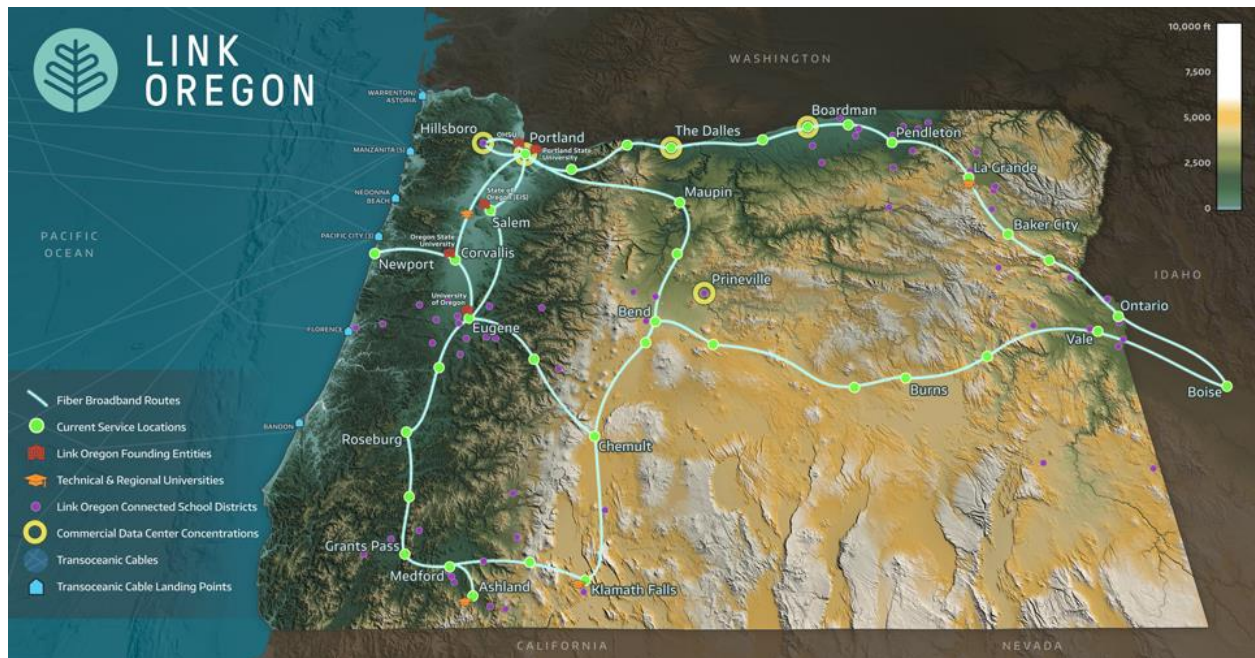 LINK
OREGON
WASHINGTON
10,000 ft
7,500
5,000
2,500
0
WARRENTON/
ASTORIA
MANZANITA (5)
NEDONNA
BEACH
PACIFIC CITY (3)
FLORENCE
BANDON
PACIFIC
OCEAN
Hillsboro
OHSU
Portland
Portland State
University
The Dalles
Boardman
Pendleton
La Grande
Maupin
State of
Oregon (EIS)
Salem
Baker City
Oregon State
University
Corvallis
Newport
IDAHO
Prineville
University
of Oregon
Eugene
Bend
Ontario
Vale
Burns
Boise
Roseburg
Chemult
Grants Pass
Medford
Ashland
Klamath Falls
Fiber Broadband Routes
Current Service Locations
Link Oregon Founding Entities
Technical & Regional Universities
Link Oregon Connected School Districts
Commercial Data Center Concentrations
Transoceanic Cables
Transoceanic Cable Landing Points
CALIFORNIA
NEVADA